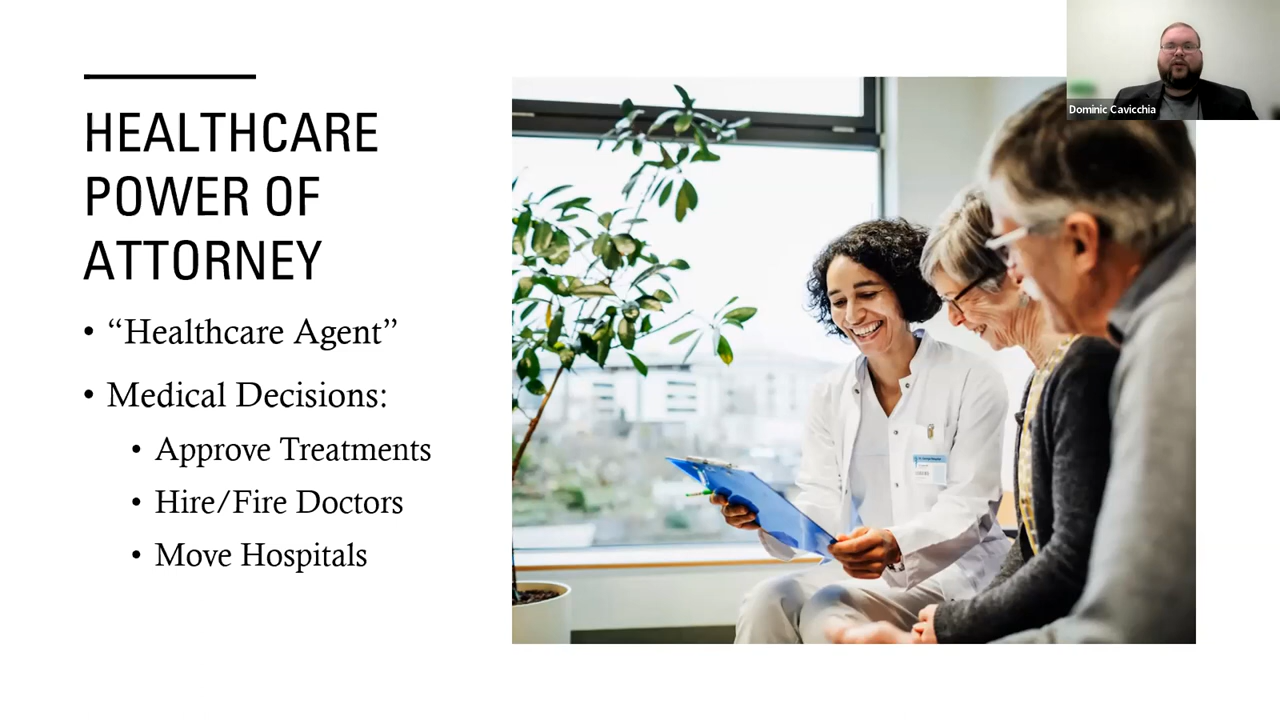 HEALTHCARE
POWER OF
ATTORNEY
• “Healthcare Agent”
• Medical Decisions:
• Approve Treatments
• Hire/Fire Doctors
• Move Hospitals
Dominic Cavicchia